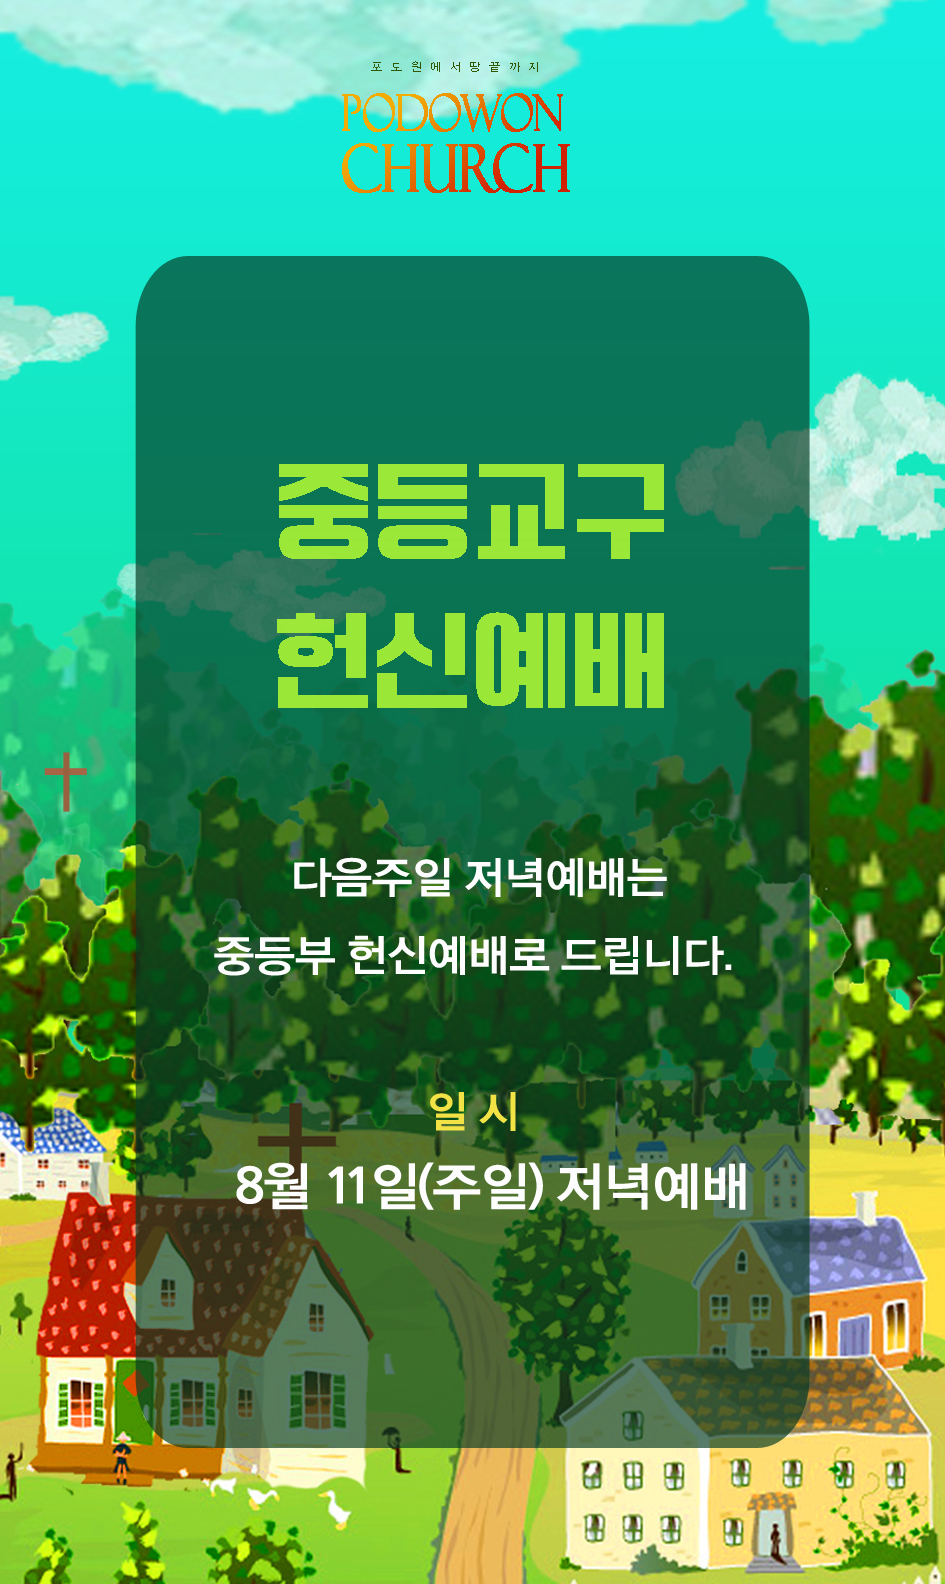 포도원에서땅끝까지
PODOWON
CHURCH
중등교구
헌신예배
다음주일 저녁예배는
중등부 헌신예배로 드립니다.
일 시
8월 11일(주일) 저녁예배